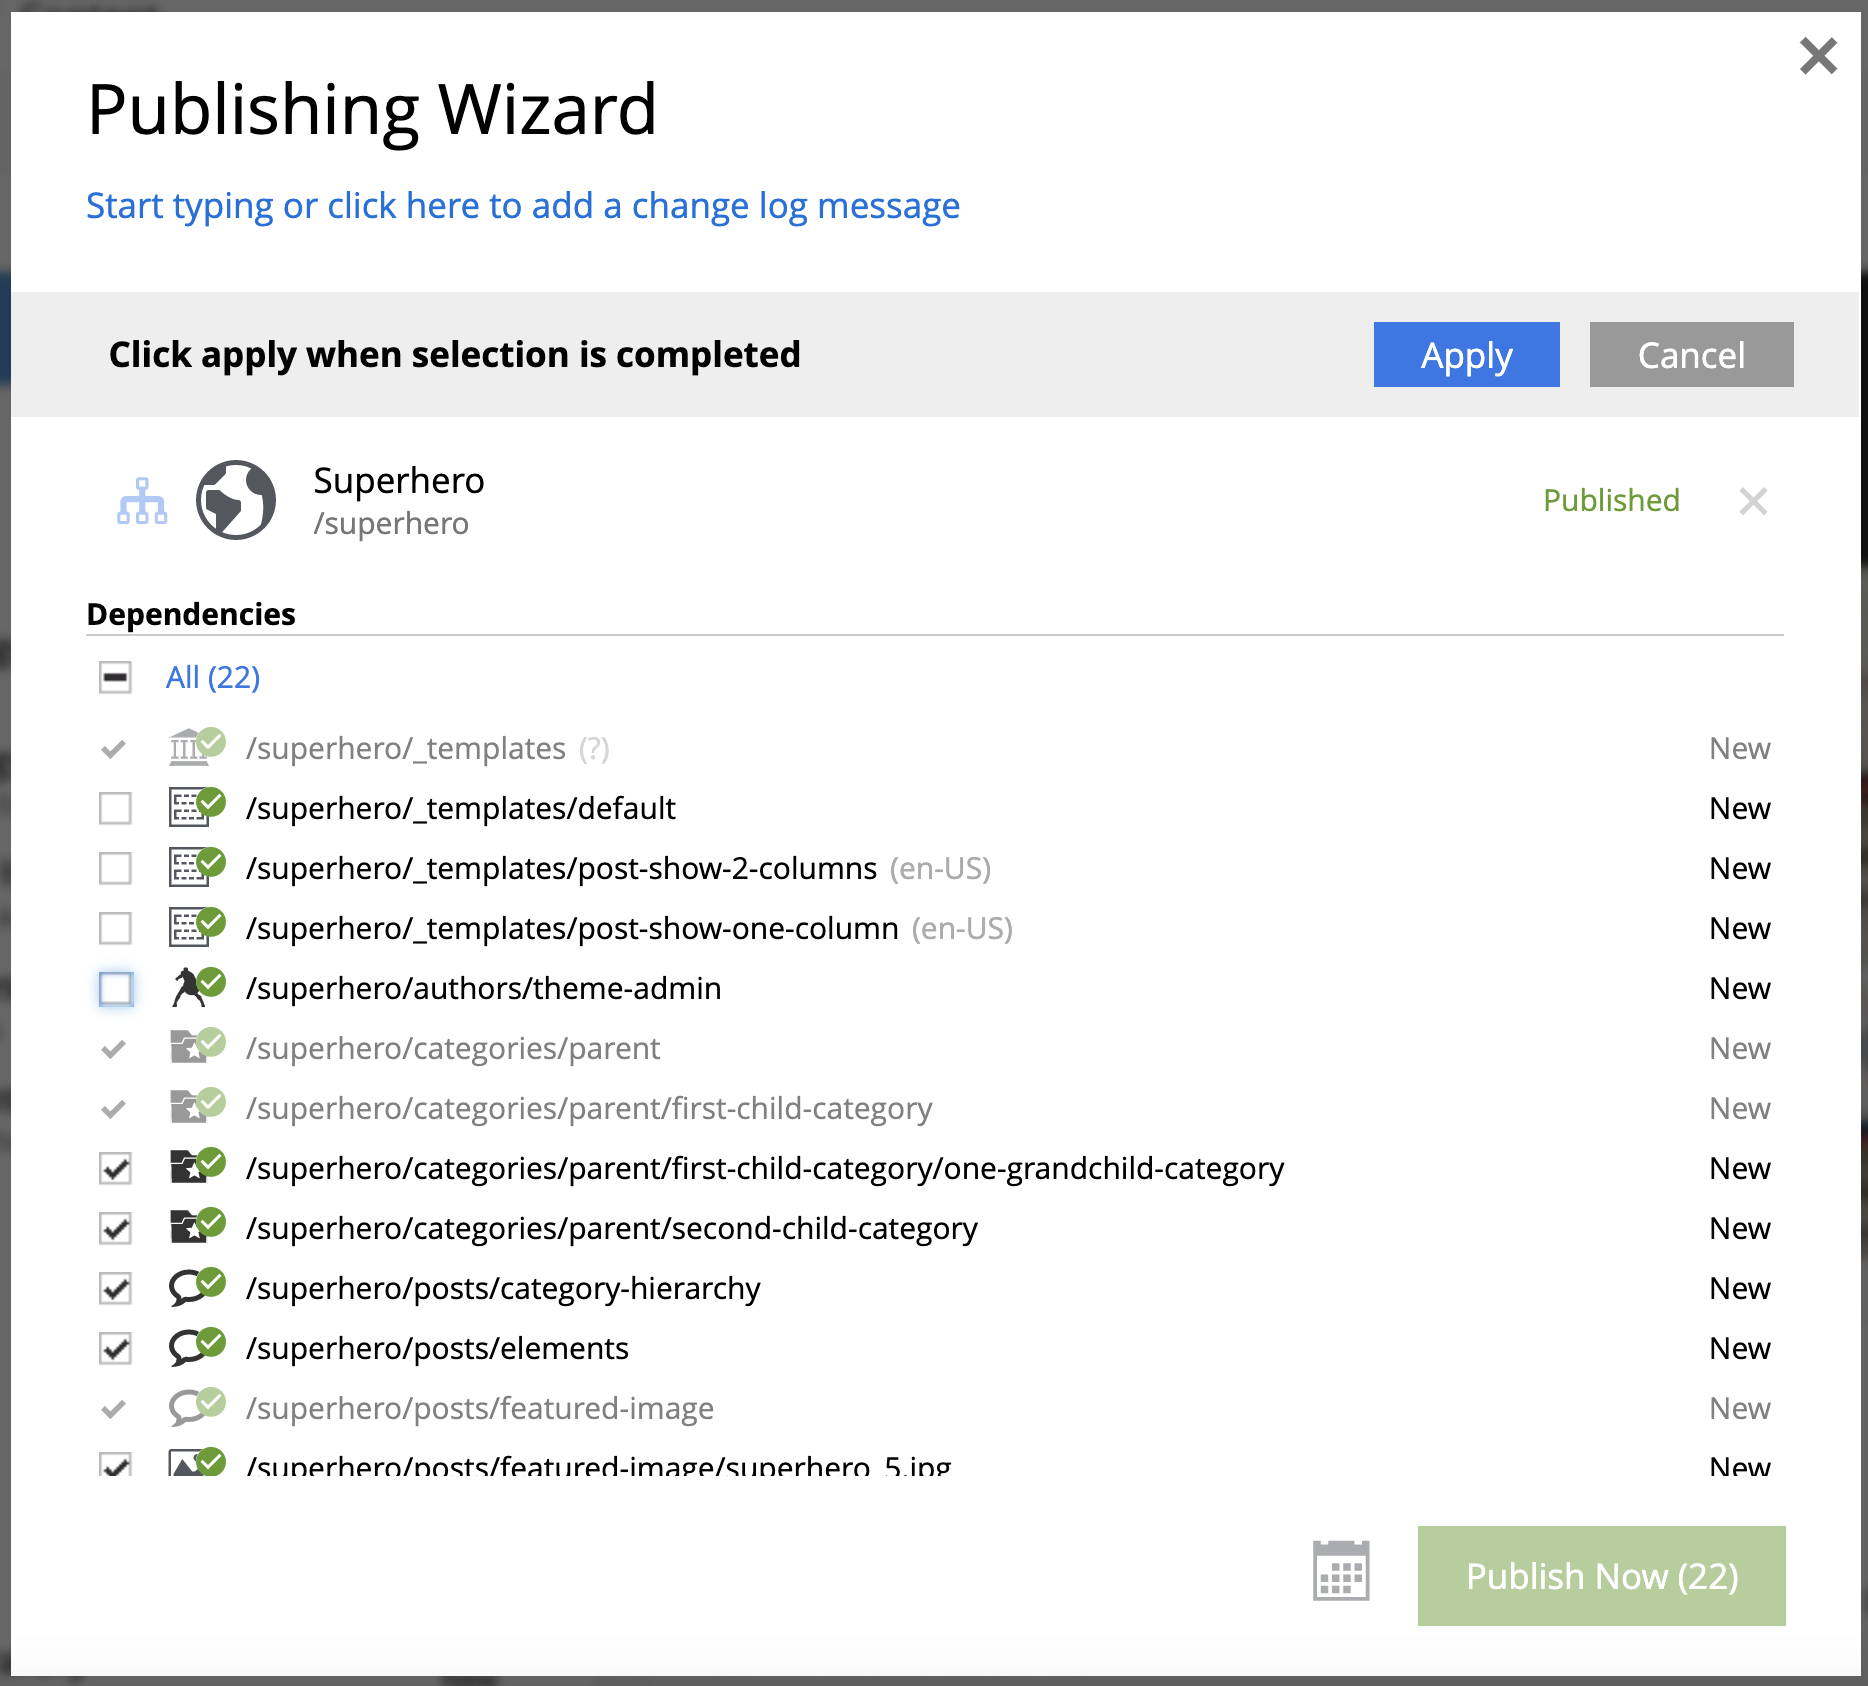 Publishing Wizard
Start typing or click here to add a change log message
Click apply when selection is completed
Apply
Cancel
Superhero
/superhero
Published
Dependencies
All (22)
/superhero/_templates (?) New
/superhero/_templates/default New
/superhero/_templates/post-show-2-columns (en-US) New
/superhero/_templates/post-show-one-column (en-US) New
/superhero/authors/theme-admin New
/superhero/categories/parent New
/superhero/categories/parent/first-child-category New
/superhero/categories/parent/first-child-category/one-grandchild-category New
/superhero/categories/parent/second-child-category New
/superhero/posts/category-hierarchy New
/superhero/posts/elements New
/superhero/posts/featured-image New
/superhero/posts/featured-image/superhero_5.jpg New
Publish Now (22)